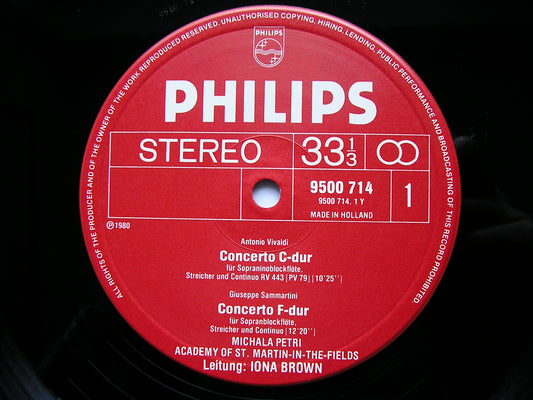 ALL RIGHTS OF THE PRODUCER AND OF THE OWNER OF THE WORK REPRODUCED RESERVED. UNAUTHORISED COPYING, HIRING, LENDING, PUBLIC PERFORMANCE AND BROADCASTING OF THIS RECORD PROHIBITED.
PHILIPS
PHILIPS
STEREO
33 1/3
9500 714
9500 714.1 Y
MADE IN HOLLAND
1
℗1980
Antonio Vivaldi
Concerto C-dur
für Sopraninoblockflöte,
Streicher und Continuo RV 443 [PV 79] [10'25'']
Giuseppe Sammartini
Concerto F-dur
für Sopranblockflöte,
Streicher und Continuo [12'20'']
MICHALA PETRI
ACADEMY OF ST. MARTIN-IN-THE-FIELDS
Leitung: IONA BROWN